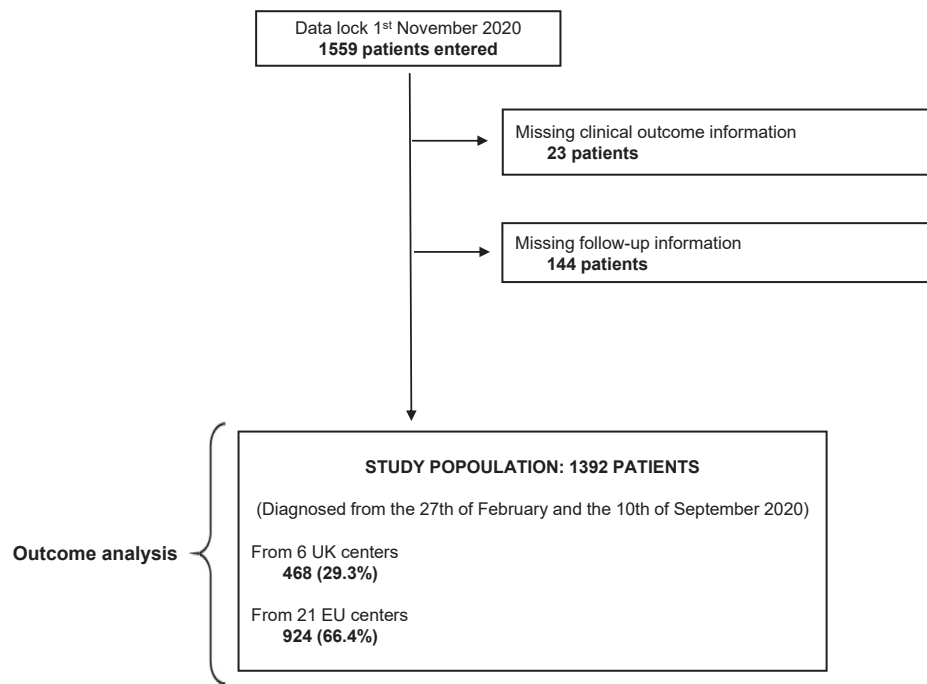 Data lock 1st November 2020
1559 patients entered
Missing clinical outcome information
23 patients
Missing follow-up information
144 patients
Outcome analysis
STUDY POPOULATION: 1392 PATIENTS
(Diagnosed from the 27th of February and the 10th of September 2020)
From 6 UK centers
468 (29.3%)
From 21 EU centers
924 (66.4%)